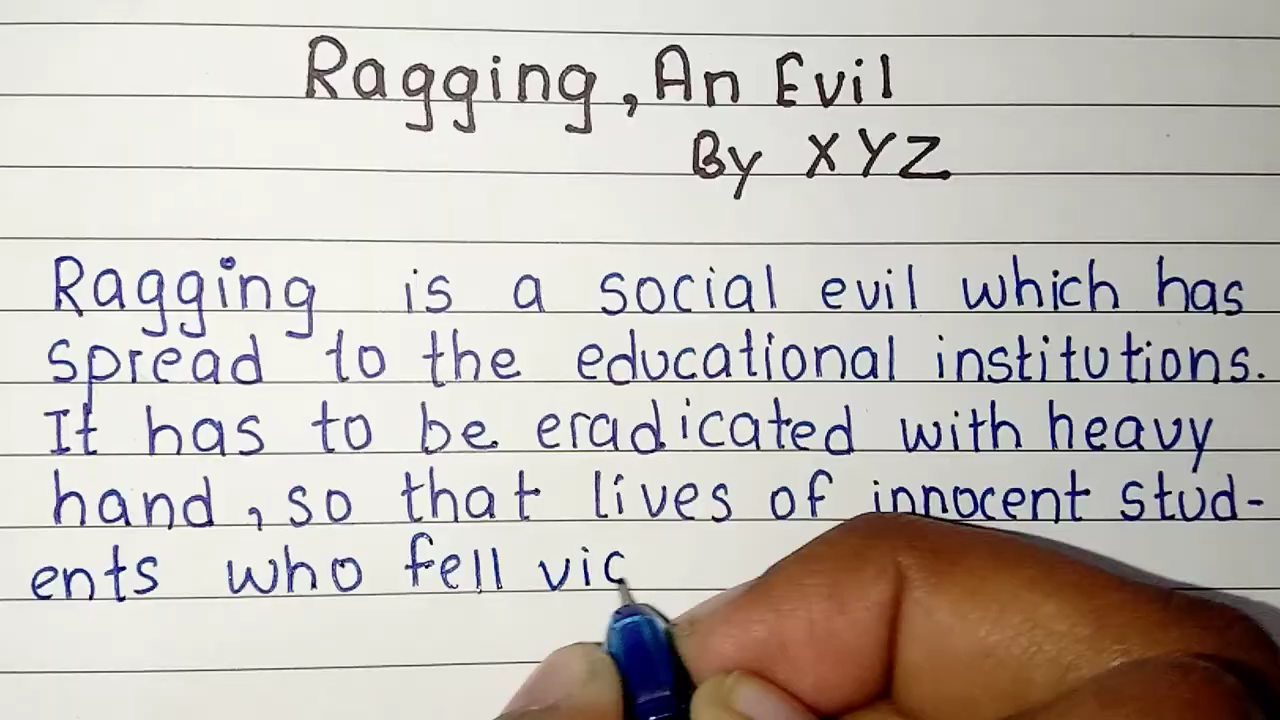 Ragging, An Evil
By XYZ
Ragging is a social evil which has
spread to the educational institutions.
It has to be eradicated with heavy
hand, so that lives of innocent stud-
ents who fell vic